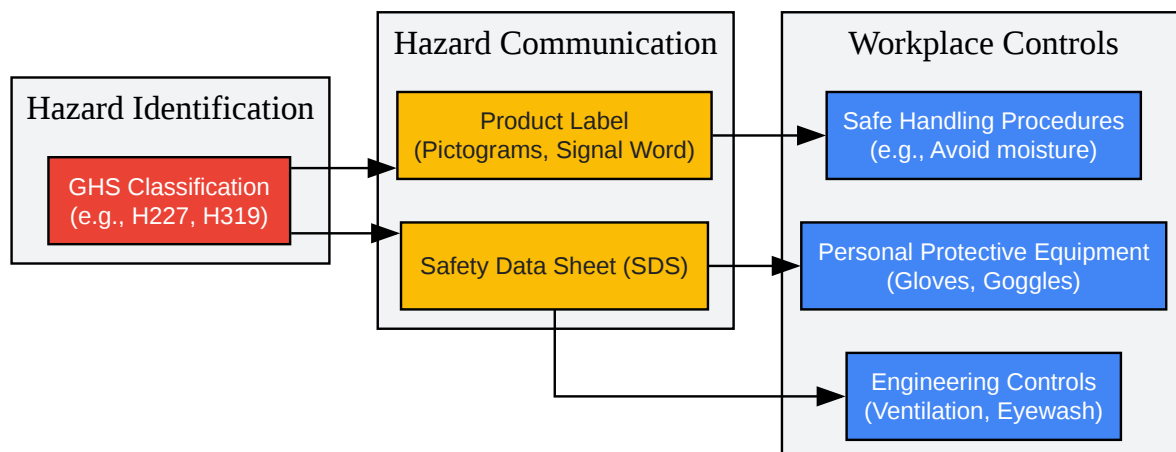 Hazard Identification
GHS Classification
(e.g., H227, H319)
Hazard Communication
Product Label
(Pictograms, Signal Word)
Safety Data Sheet (SDS)
Workplace Controls
Safe Handling Procedures
(e.g., Avoid moisture)
Personal Protective Equipment
(Gloves, Goggles)
Engineering Controls
(Ventilation, Eyewash)